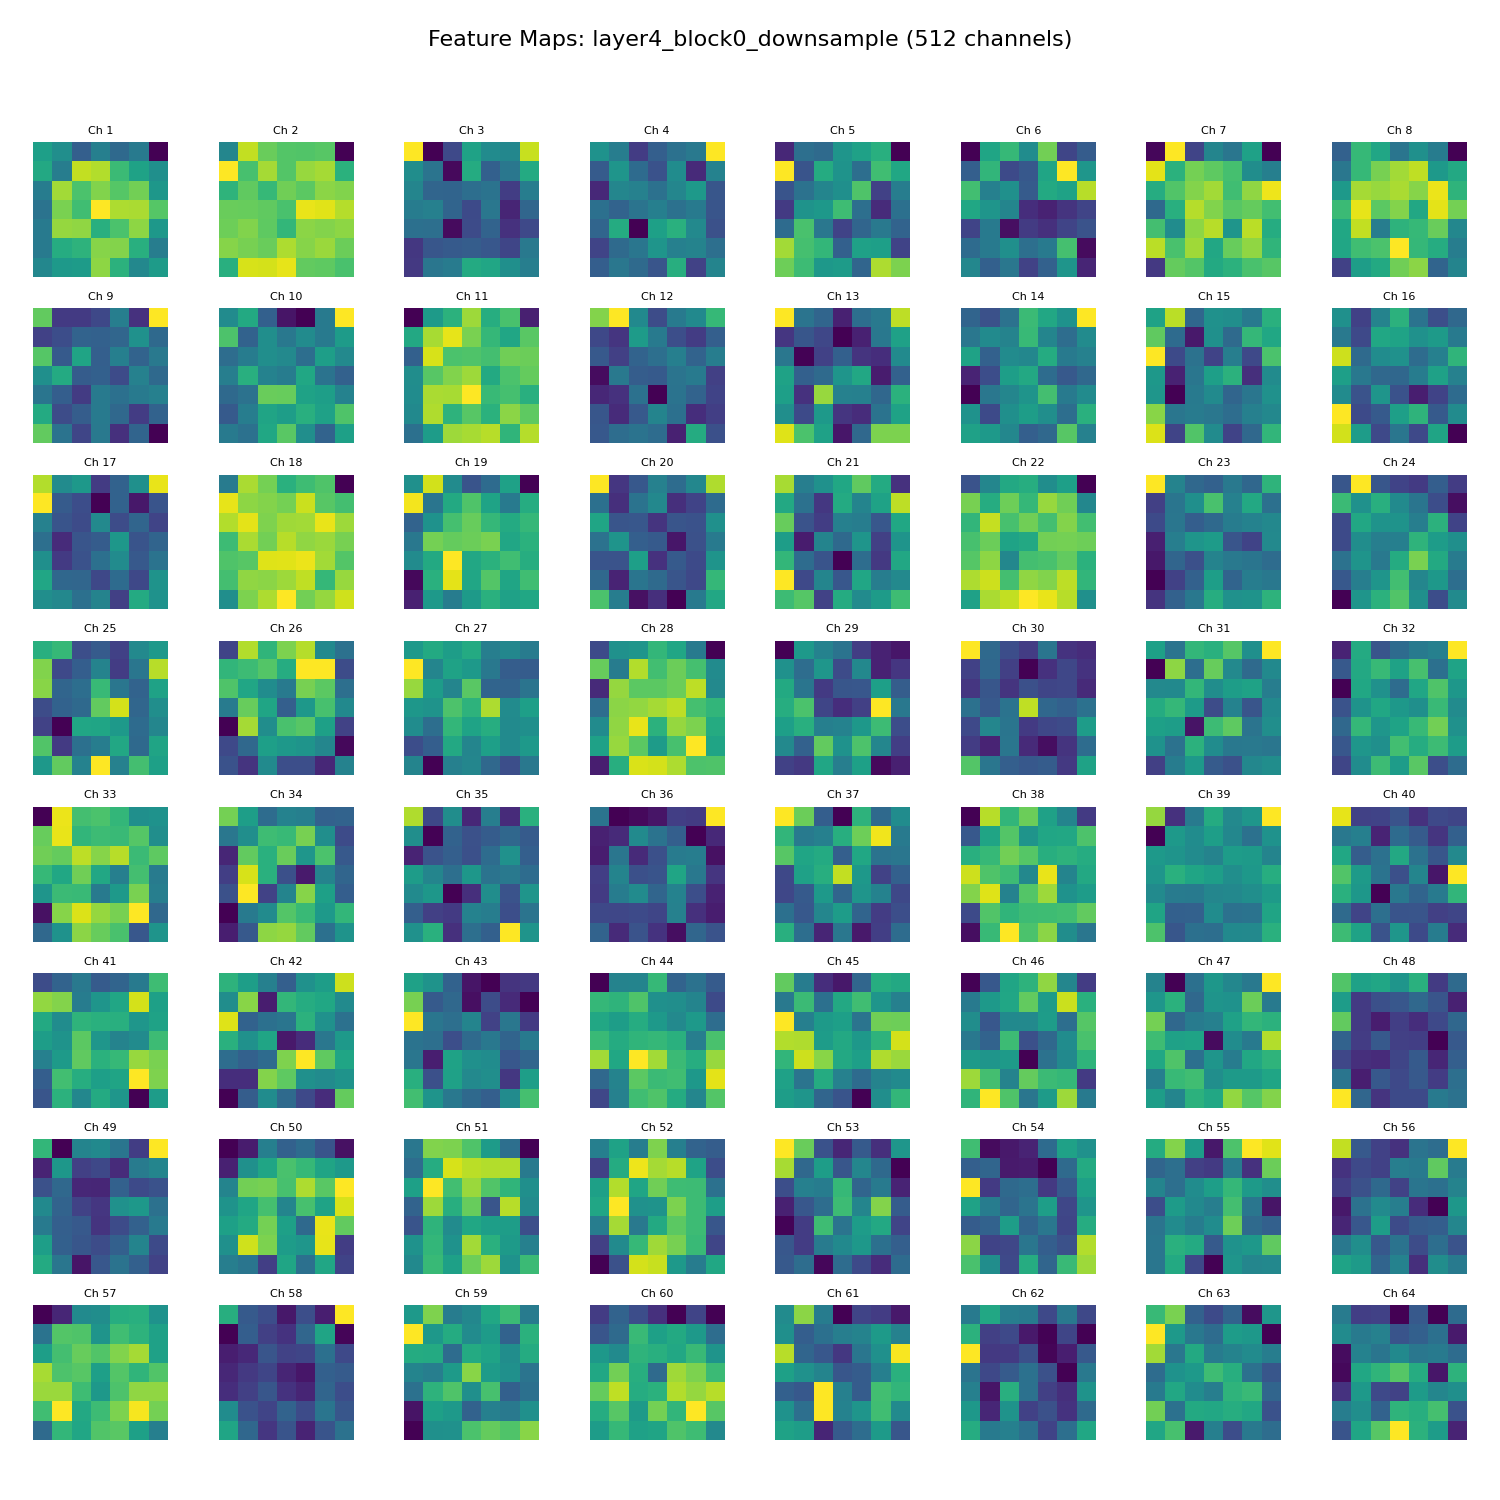 Feature Maps: layer4_block0_downsample (512 channels)
Ch 1 Ch 2 Ch 3 Ch 4 Ch 5 Ch 6 Ch 7 Ch 8
Ch 9 Ch 10 Ch 11 Ch 12 Ch 13 Ch 14 Ch 15 Ch 16
Ch 17 Ch 18 Ch 19 Ch 20 Ch 21 Ch 22 Ch 23 Ch 24
Ch 25 Ch 26 Ch 27 Ch 28 Ch 29 Ch 30 Ch 31 Ch 32
Ch 33 Ch 34 Ch 35 Ch 36 Ch 37 Ch 38 Ch 39 Ch 40
Ch 41 Ch 42 Ch 43 Ch 44 Ch 45 Ch 46 Ch 47 Ch 48
Ch 49 Ch 50 Ch 51 Ch 52 Ch 53 Ch 54 Ch 55 Ch 56
Ch 57 Ch 58 Ch 59 Ch 60 Ch 61 Ch 62 Ch 63 Ch 64